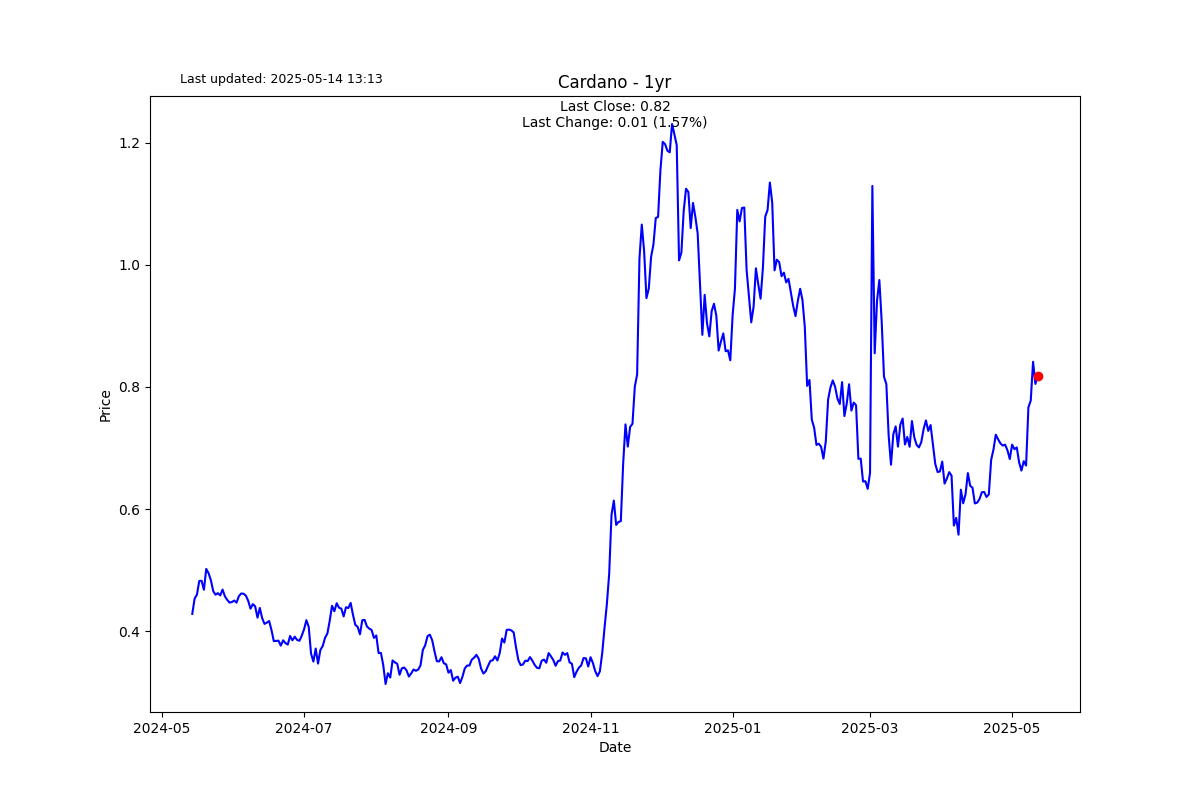 Last updated: 2025-05-14 13:13
Cardano - 1yr
Last Close: 0.82
Last Change: 0.01 (1.57%)
1.2
1.0
0.8
0.6
0.4
Price
2024-05
2024-07
2024-09
2024-11
2025-01
2025-03
2025-05
Date